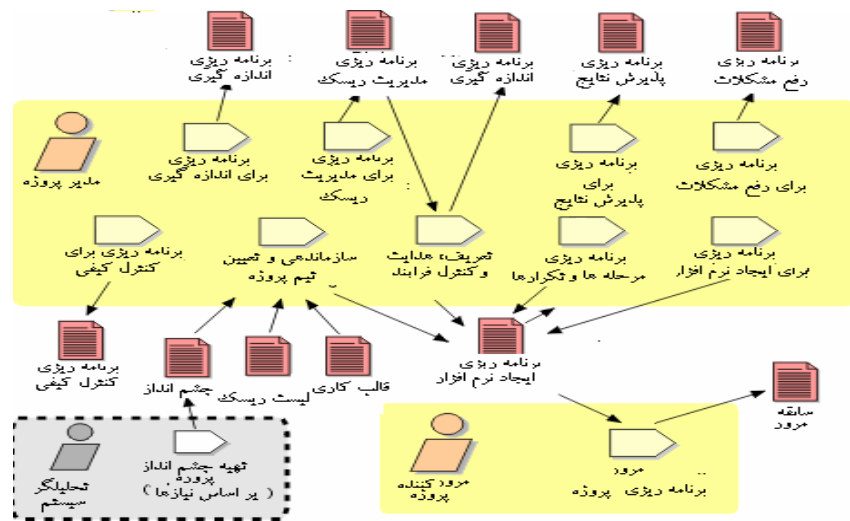 برنامه ریزی
اندازه گیری
برنامه ریزی
مدیریت ریسک
برنامه ریزی
اندازه گیری
برنامه ریزی
پذیرش نتایج
برنامه ریزی
رفع مشکلات
مدیر پروژه
برنامه ریزی
برای اندازه گیری
برنامه ریزی
برای مدیریت
ریسک
برنامه ریزی
برای
پذیرش نتایج
برنامه ریزی
برای رفع مشکلات
برنامه ریزی برای
کنترل کیفی
سازماندهی و تعیین
تیم پروژه
تعریف، هدایت
و کنترل فرایند
برنامه ریزی
مرحله ها و تکرارها
برنامه ریزی
برای ایجاد نرم افزار
برنامه ریزی
کنترل کیفی
چشم انداز
لیست ریسک
قالب کاری
برنامه ریزی
ایجاد نرم افزار
سابقه
مرور
تحلیلگر
سیستم
تهیه چشم انداز
پروژه
( بر اساس نیازها )
مرور کننده
پروژه
مرور
برنامه ریزی پروژه